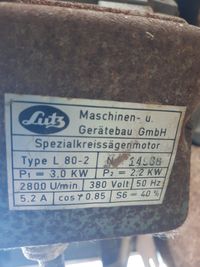 Lutz
Maschinen- u.
Gerätebau GmbH
Spezialkreissägenmotor
Type L 80-2 N
P₁ = 3,0 KW P₂ = 2,2 KW
2800 U/min. 380 Volt 50 Hz
5.2 A cos φ 0.85 S6 = 40 %